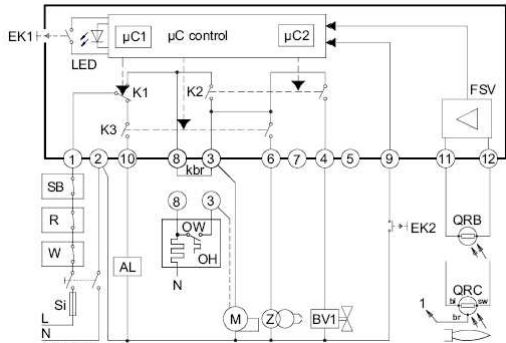 EK1
LED
µC1
µC control
µC2
K1
K2
FSV
K3
1 2 10 8 3 6 7 4 5 9 11 12
kbr
SB
R
W
Si
L
N
8 3
OW
OH
N
AL
M
Z
BV1
EK2
QRB
QRC
bl sw
br
1